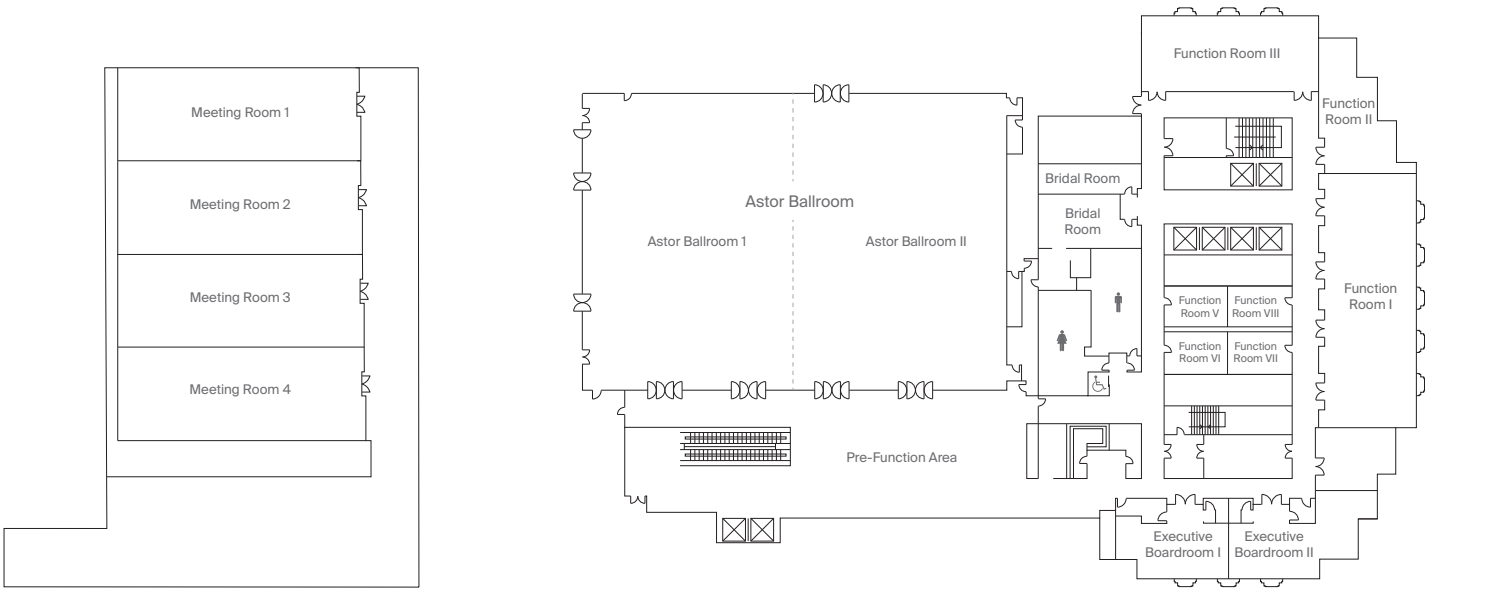 Meeting Room 1
Meeting Room 2
Meeting Room 3
Meeting Room 4
Astor Ballroom
Astor Ballroom 1
Astor Ballroom II
Pre-Function Area
Bridal Room
Bridal
Room
Function Room III
Function
Room II
Function
Room I
Function
Room V
Function
Room VIII
Function
Room VI
Function
Room VII
Executive
Boardroom I
Executive
Boardroom II